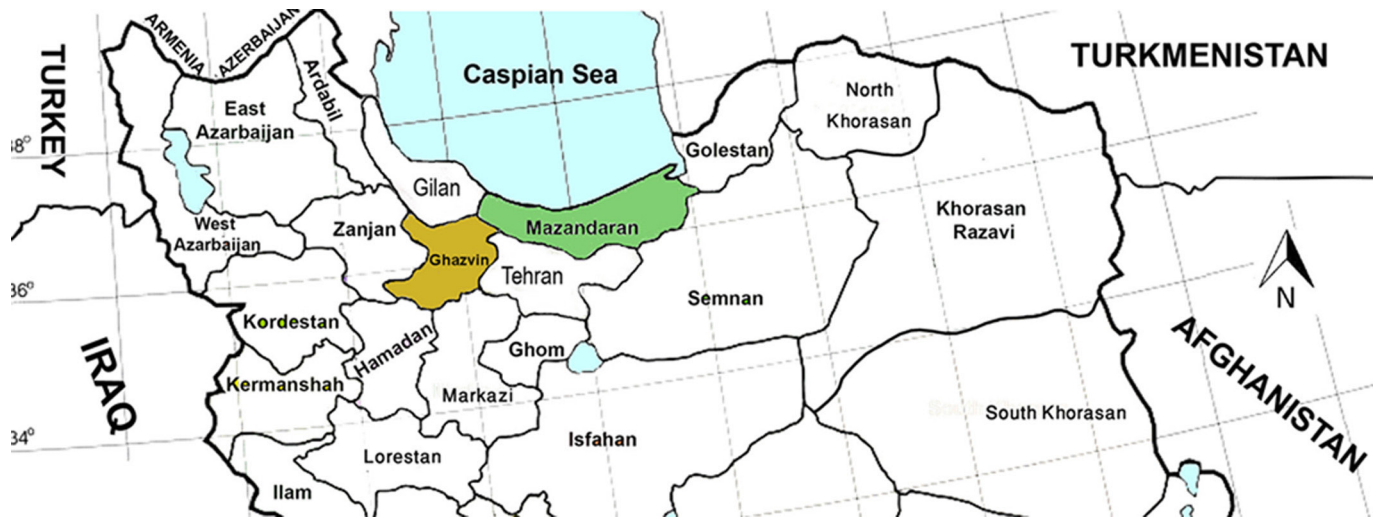 ARMENIA
AZERBAIJAN
TURKEY
TURKMENISTAN
Caspian Sea
Ardabil
East
Azarbaijan
North
Khorasan
38°
Golestan
Gilan
West
Azarbaijan
Zanjan
Mazandaran
Khorasan
Razavi
Ghazvin
Tehran
36°
Semnan
N
Kordestan
Hamadan
Ghom
IRAQ
AFGHANISTAN
Kermanshah
Markazi
South Khorasan
34°
Isfahan
Lorestan
Ilam